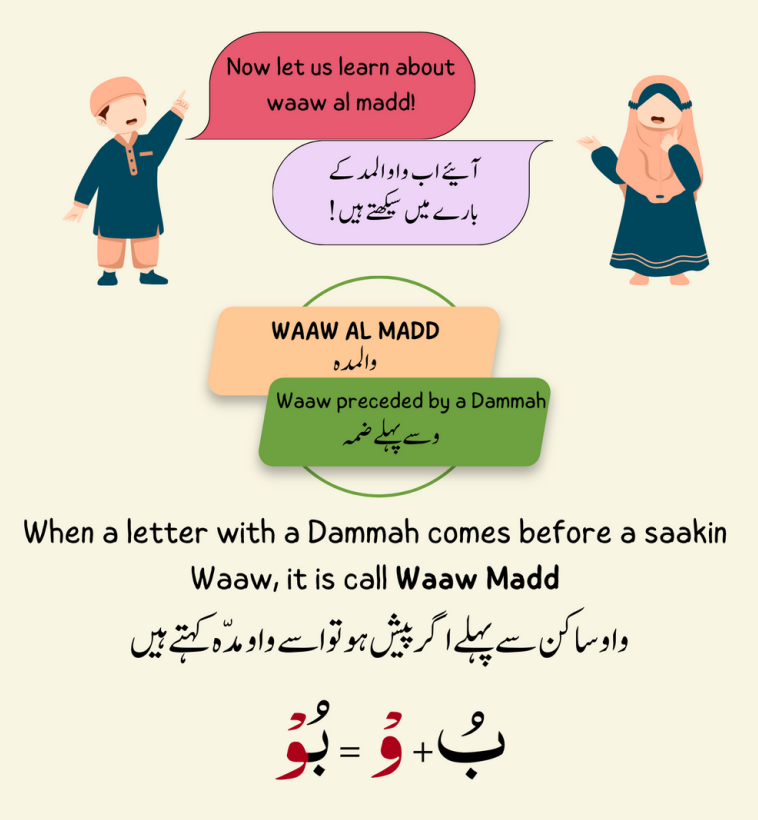 Now let us learn about
waaw al madd!
آیئے اب واو المد کے
بارے میں سیکھتے ہیں!
WAAW AL MADD
والمدہ
Waaw preceded by a Dammah
و سے پہلے ضمہ
When a letter with a Dammah comes before a saakin
Waaw, it is call Waaw Madd
واو ساکن سے پہلے اگر پیش ہو تو اسے واو مدّہ کہتے ہیں
بُ + وْ = بُوْ